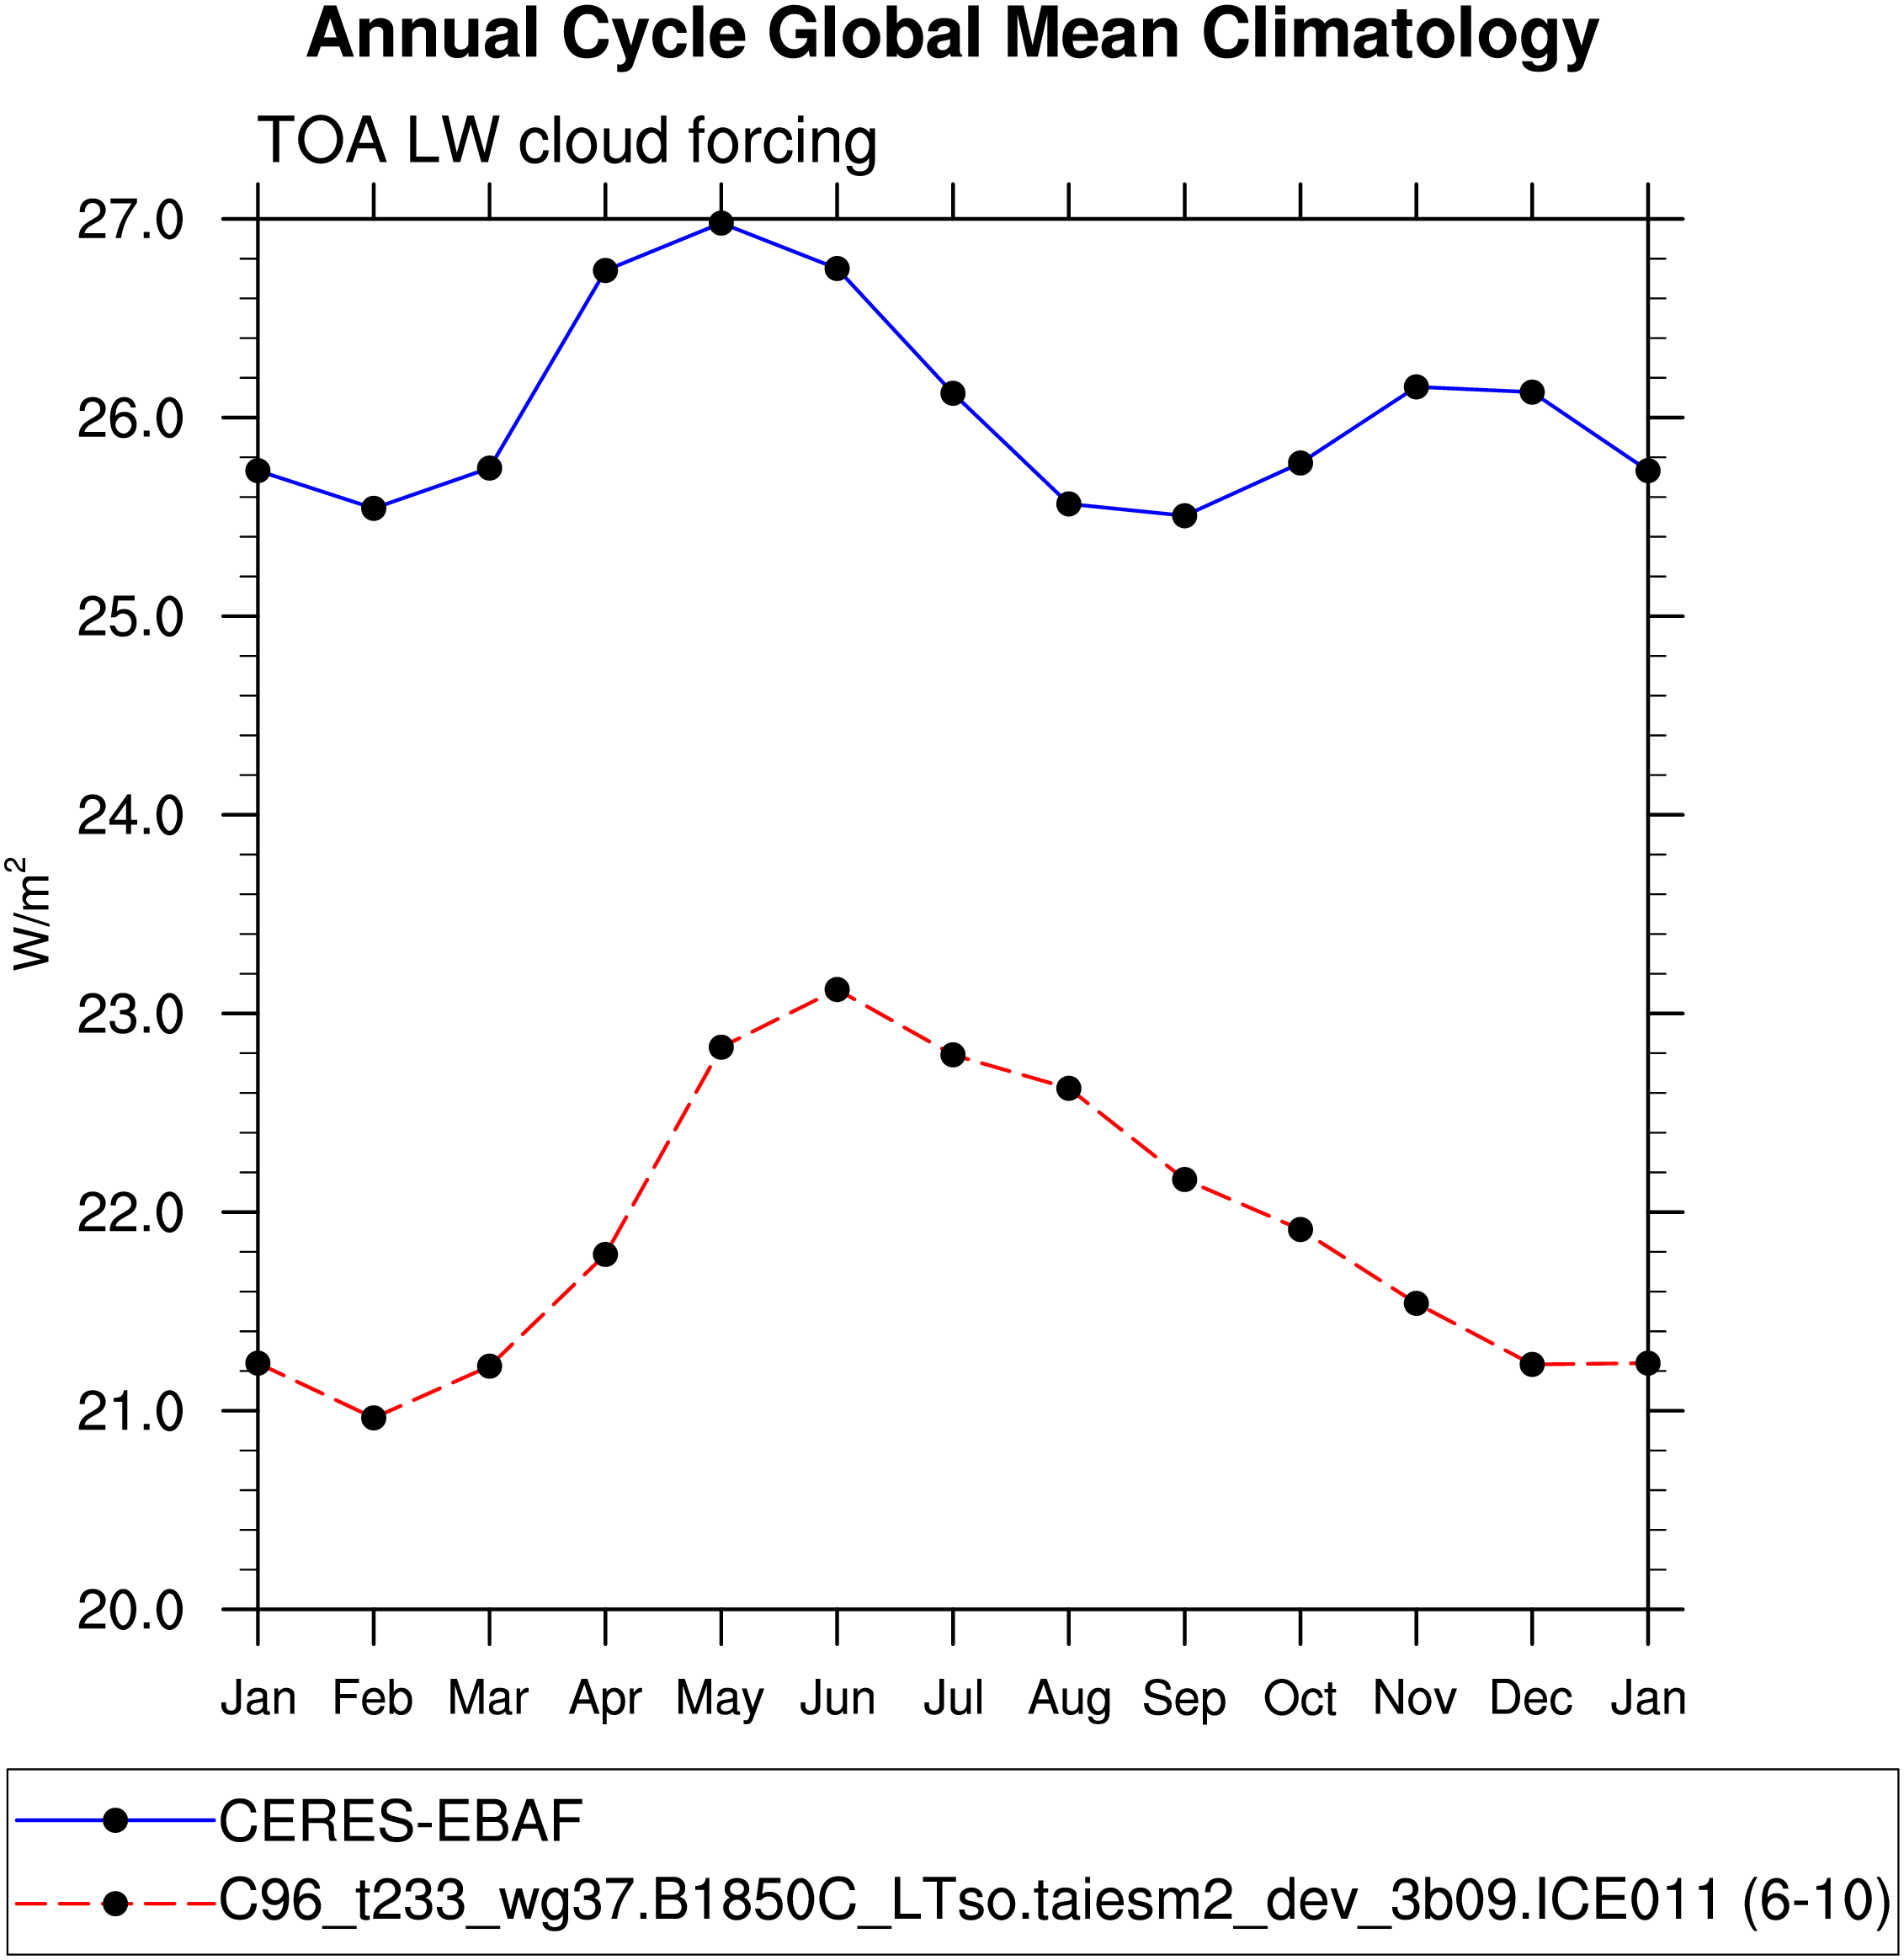 Annual Cycle Global Mean Climatology
TOA LW cloud forcing
27.0
26.0
25.0
24.0
23.0
22.0
21.0
20.0
W/m²
Jan Feb Mar Apr May Jun Jul Aug Sep Oct Nov Dec Jan
CERES-EBAF
C96_t233_wg37.B1850C_LTso.taiesm2_dev_3b09.ICE011 (6-10)